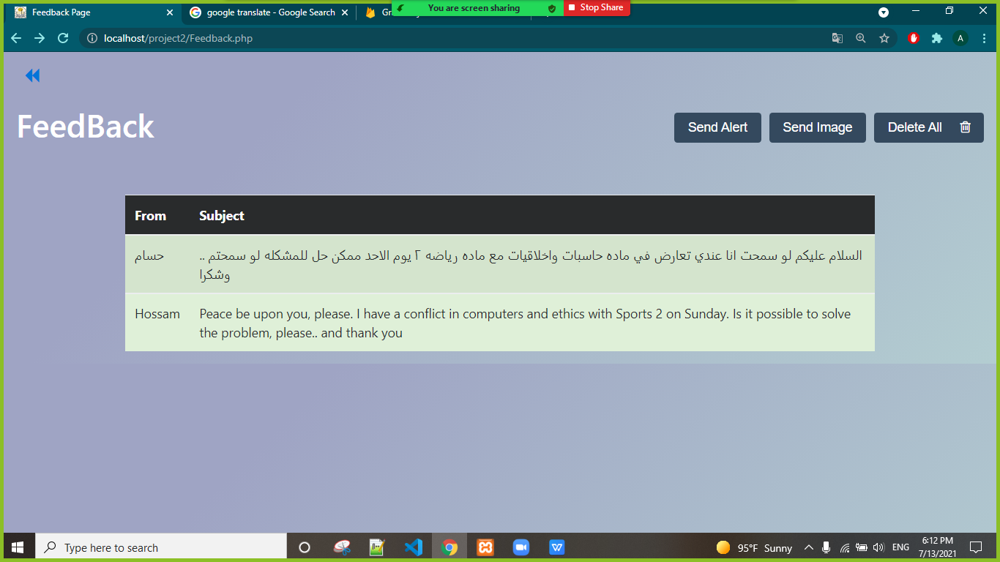 Feedback Page
google translate - Google Search
You are screen sharing
Stop Share
localhost/project2/Feedback.php
A
FeedBack
Send Alert
Send Image
Delete All
From Subject
حسام
السلام عليكم لو سمحت انا عندي تعارض في ماده حاسبات واخلاقيات مع ماده رياضه ٢ يوم الاحد ممكن حل للمشكله لو سمحتم ..
وشكرا
Hossam
Peace be upon you, please. I have a conflict in computers and ethics with Sports 2 on Sunday. Is it possible to solve
the problem, please.. and thank you
Type here to search
95°F Sunny
ENG
6:12 PM
7/13/2021